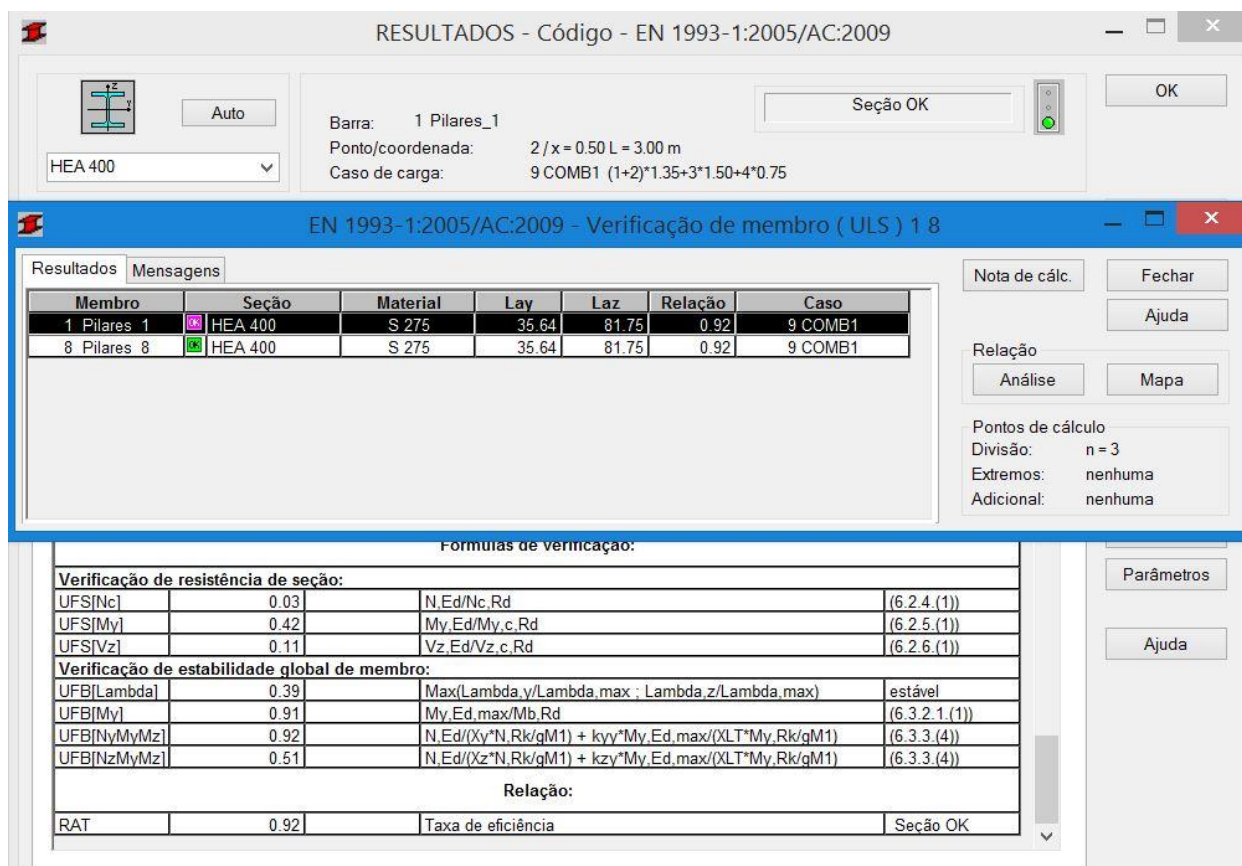 RESULTADOS - Código - EN 1993-1:2005/AC:2009
Auto
HEA 400
Barra: 1 Pilares_1
Ponto/coordenada: 2 / x = 0.50 L = 3.00 m
Caso de carga: 9 COMB1 (1+2)*1.35+3*1.50+4*0.75
Seção OK
OK
EN 1993-1:2005/AC:2009 - Verificação de membro ( ULS ) 1 8
Resultados Mensagens
Membro Seção Material Lay Laz Relação Caso
1 Pilares_1 OK HEA 400 S 275 35.64 81.75 0.92 9 COMB1
8 Pilares_8 OK HEA 400 S 275 35.64 81.75 0.92 9 COMB1
Nota de cálc. Fechar
Ajuda
Relação
Análise Mapa
Pontos de cálculo
Divisão: n = 3
Extremos: nenhuma
Adicional: nenhuma
Fórmulas de verificação:
Verificação de resistência de seção:
UFS[Nc] 0.03 N,Ed/Nc,Rd (6.2.4.(1))
UFS[My] 0.42 My,Ed/My,c,Rd (6.2.5.(1))
UFS[Vz] 0.11 Vz,Ed/Vz,c,Rd (6.2.6.(1))
Verificação de estabilidade global de membro:
UFB[Lambda] 0.39 Max(Lambda,y/Lambda,max ; Lambda,z/Lambda,max) estável
UFB[My] 0.91 My,Ed,max/Mb,Rd (6.3.2.1.(1))
UFB[NyMyMz] 0.92 N,Ed/(Xy*N,Rk/gM1) + kyy*My,Ed,max/(XLT*My,Rk/gM1) (6.3.3.(4))
UFB[NzMyMz] 0.51 N,Ed/(Xz*N,Rk/gM1) + kzy*My,Ed,max/(XLT*My,Rk/gM1) (6.3.3.(4))
Relação:
RAT 0.92 Taxa de eficiência Seção OK
Parâmetros
Ajuda